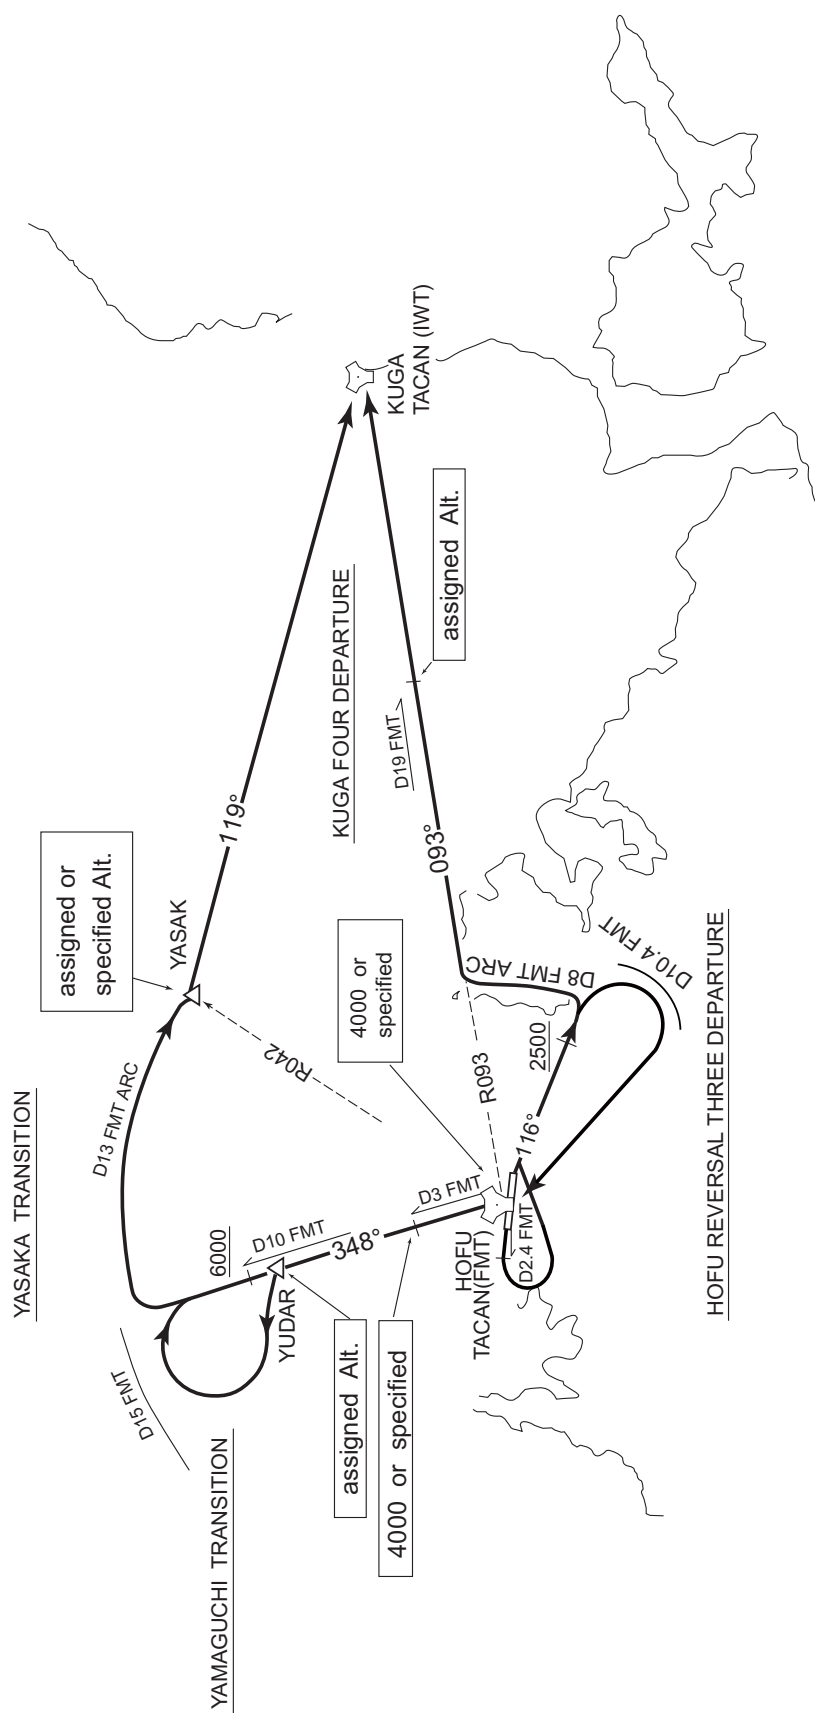 YASAKA TRANSITION
YAMAGUCHI TRANSITION
D15 FMT
D13 FMT ARC
assigned or
specified Alt.
YASAK
R042
119°
6000
D10 FMT
YUDAR
348°
assigned Alt.
4000 or specified
D3 FMT
4000 or
specified
HOFU
TACAN(FMT)
D2.4 FMT
R093
116°
2500
D8 FMT ARC
D10.4 FMT
HOFU REVERSAL THREE DEPARTURE
093°
D19 FMT
assigned Alt.
KUGA FOUR DEPARTURE
KUGA
TACAN (IWT)